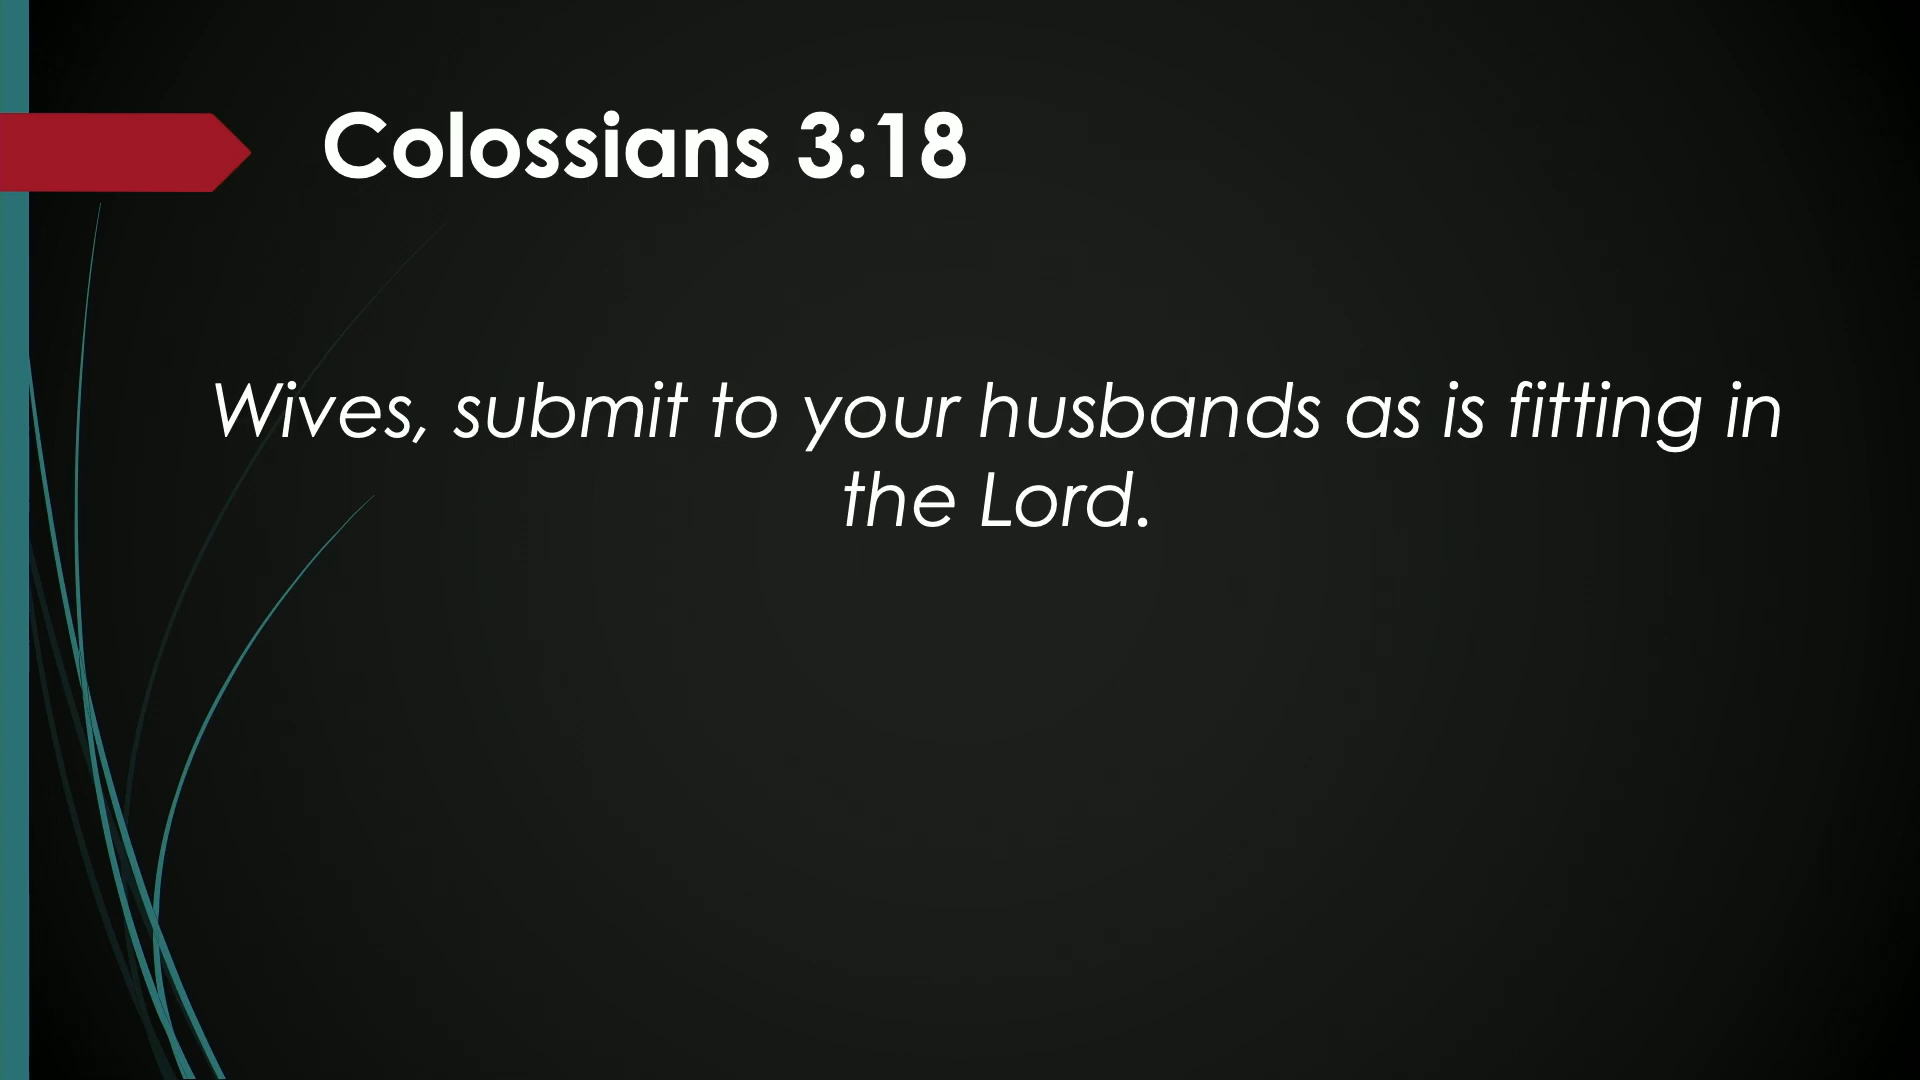 Colossians 3:18
Wives, submit to your husbands as is fitting in
the Lord.